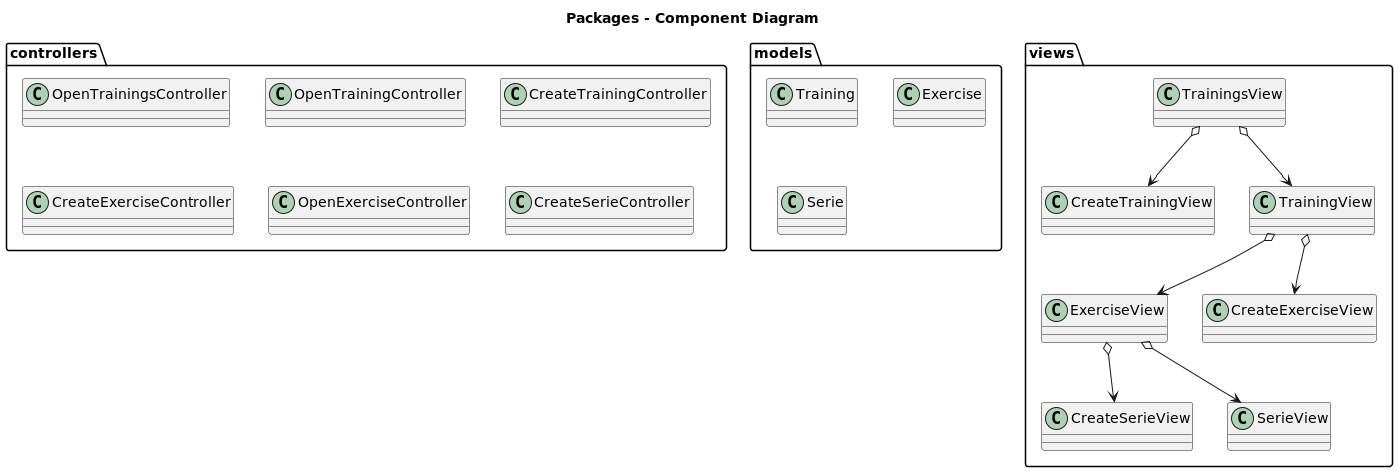 Packages - Component Diagram
controllers
C OpenTrainingsController
C OpenTrainingController
C CreateTrainingController
C CreateExerciseController
C OpenExerciseController
C CreateSerieController
models
C Training
C Exercise
C Serie
views
C TrainingsView
C CreateTrainingView
C TrainingView
C ExerciseView
C CreateExerciseView
C CreateSerieView
C SerieView